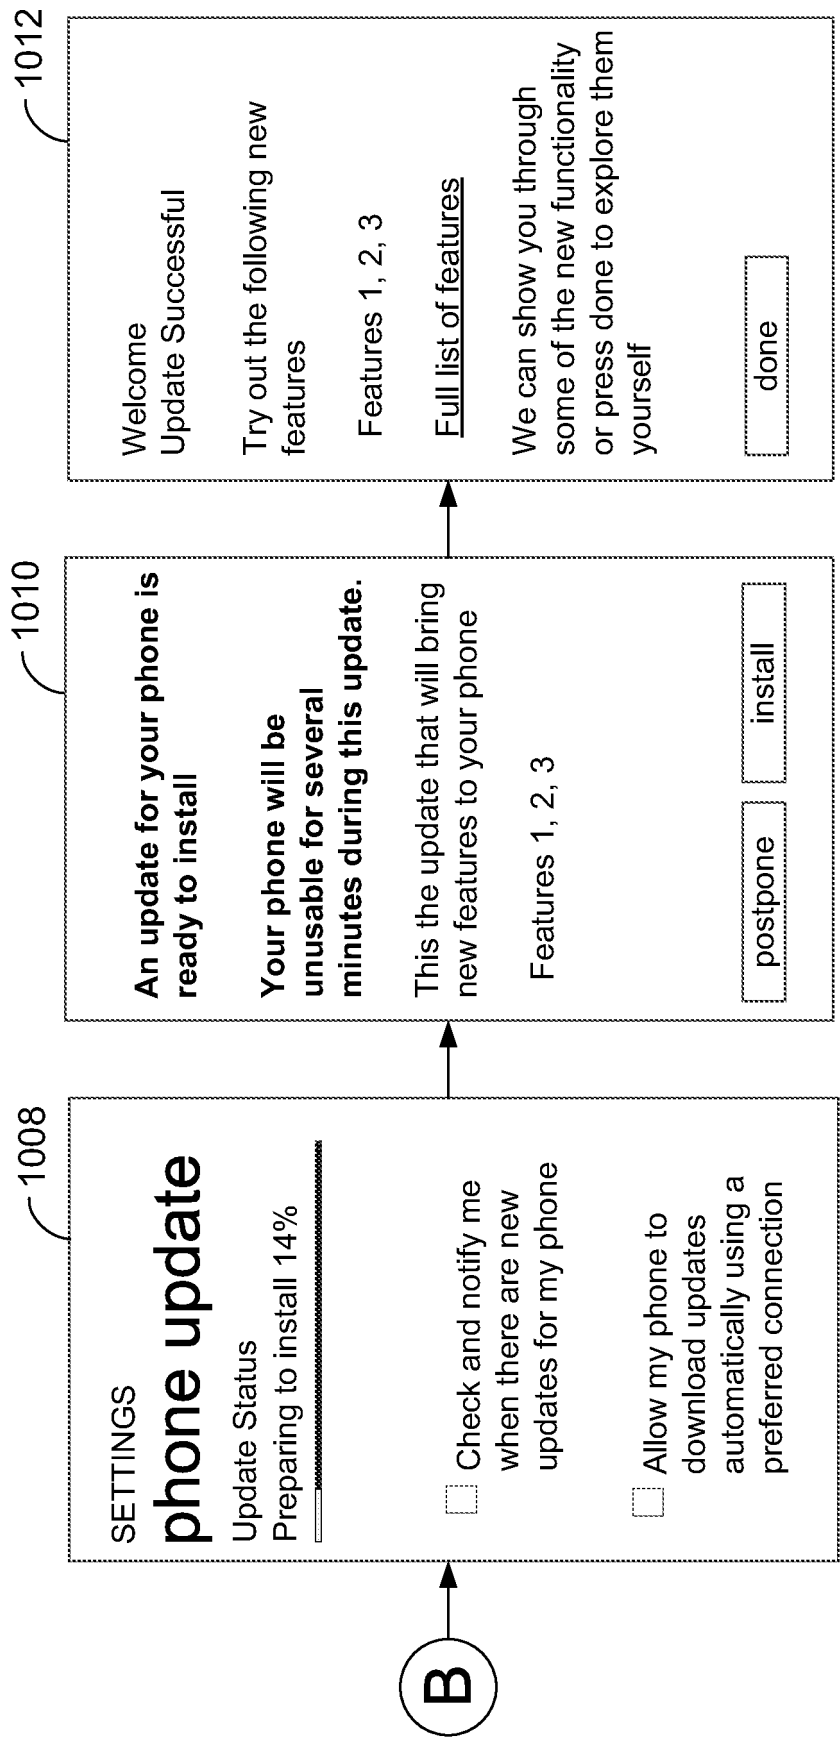 B
1008
SETTINGS
phone update
Update Status
Preparing to install 14%
Check and notify me
when there are new
updates for my phone
Allow my phone to
download updates
automatically using a
preferred connection
1010
An update for your phone is
ready to install
Your phone will be
unusable for several
minutes during this update.
This the update that will bring
new features to your phone
Features 1, 2, 3
postpone
install
1012
Welcome
Update Successful
Try out the following new
features
Features 1, 2, 3
Full list of features
We can show you through
some of the new functionality
or press done to explore them
yourself
done